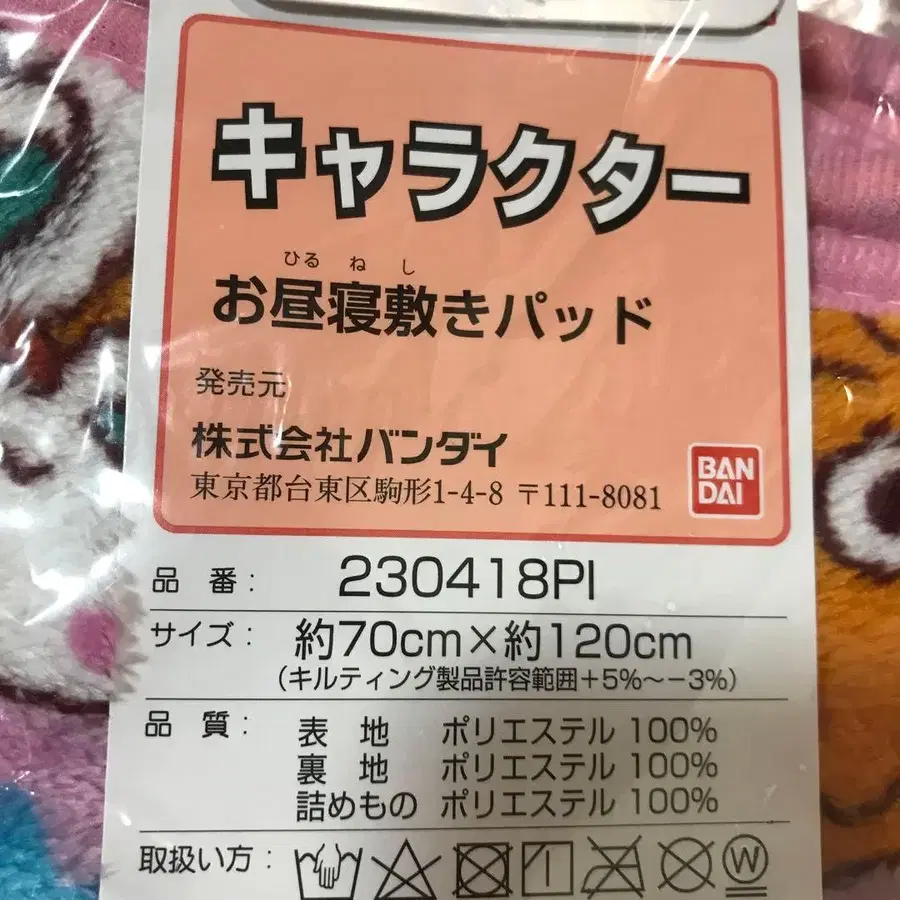 キャラクター
ひる ね し
お昼寝敷きパッド
発売元
株式会社バンダイ
東京都台東区駒形1-4-8 〒111-8081
BAN
DAI
品 番: 230418PI
サイズ: 約70cm×約120cm
(キルティング製品許容範囲+5%~-3%)
品 質: 表 地 ポリエステル 100%
裏 地 ポリエステル 100%
詰めもの ポリエステル 100%
取扱い方: W